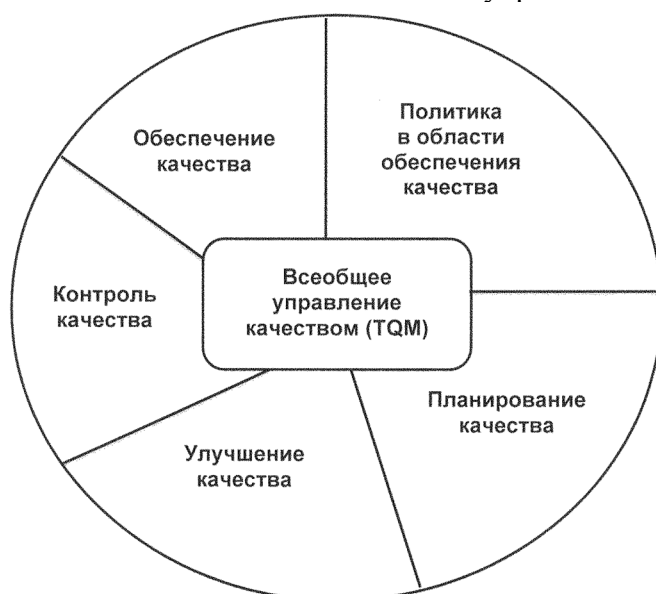 Обеспечение
качества
Политика
в области
обеспечения
качества
Контроль
качества
Всеобщее
управление
качеством (TQM)
Планирование
качества
Улучшение
качества